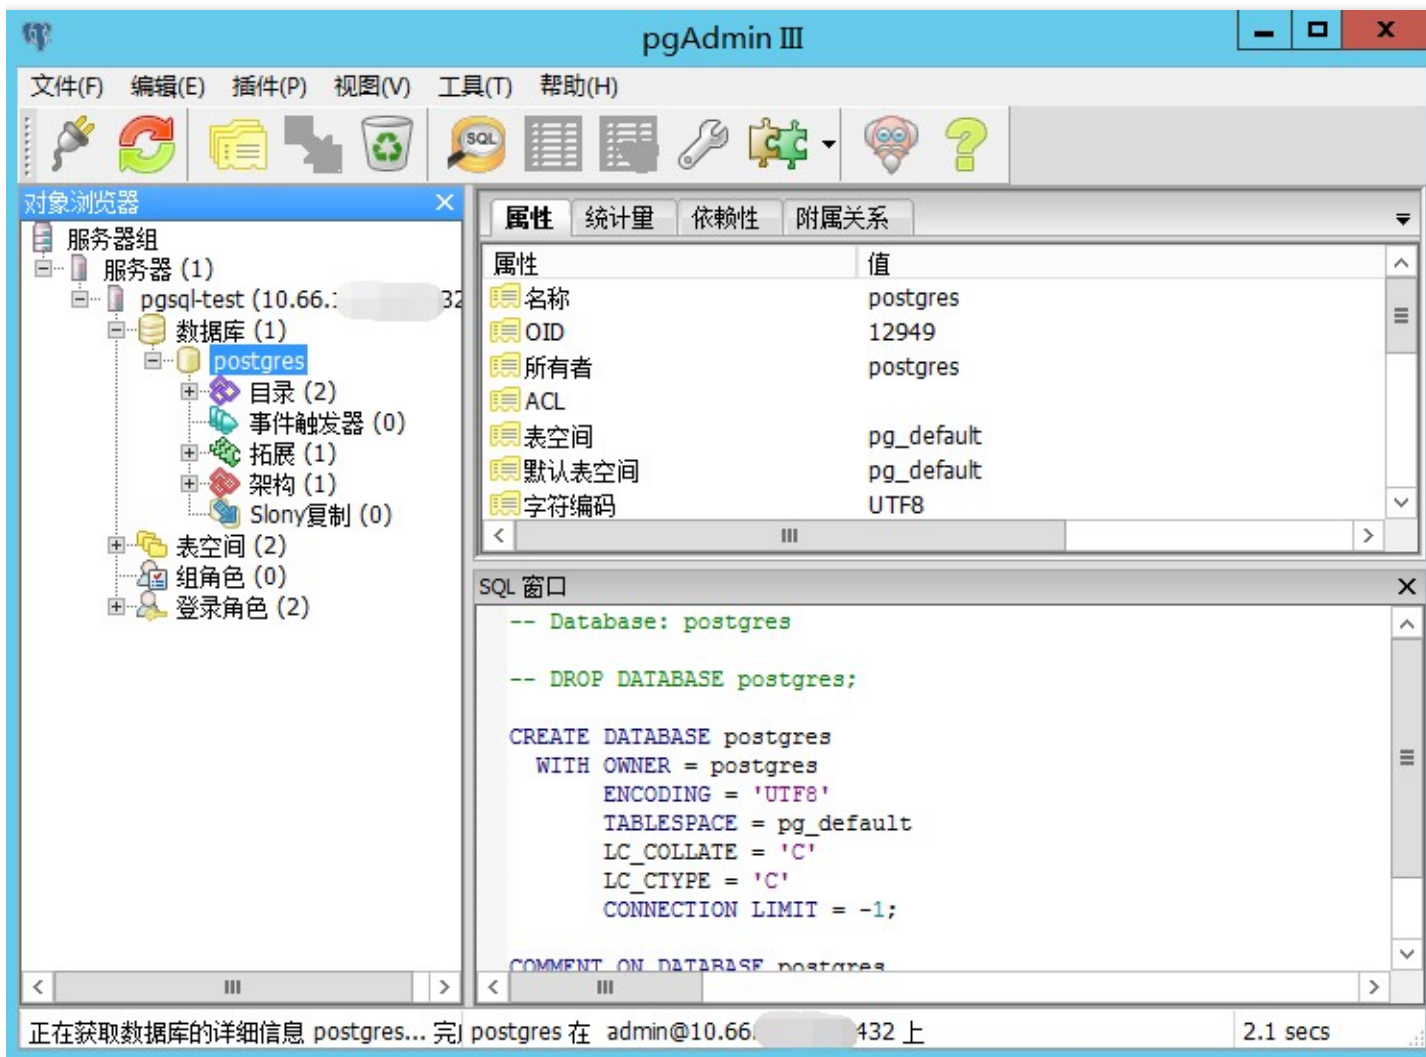 pgAdmin III
文件(F) 编辑(E) 插件(P) 视图(V) 工具(T) 帮助(H)
SQL
对象浏览器
服务器组
服务器 (1)
pgsql-test (10.66. 32
数据库 (1)
postgres
目录 (2)
事件触发器 (0)
拓展 (1)
架构 (1)
Slony复制 (0)
表空间 (2)
组角色 (0)
登录角色 (2)
属性 统计量 依赖性 附属关系
属性 值
名称 postgres
OID 12949
所有者 postgres
ACL
表空间 pg_default
默认表空间 pg_default
字符编码 UTF8
SQL 窗口
-- Database: postgres
-- DROP DATABASE postgres;
CREATE DATABASE postgres
WITH OWNER = postgres
ENCODING = 'UTF8'
TABLESPACE = pg_default
LC_COLLATE = 'C'
LC_CTYPE = 'C'
CONNECTION LIMIT = -1;
COMMENT ON DATABASE postgres
正在获取数据库的详细信息 postgres... 完 postgres 在 admin@10.66. 432 上 2.1 secs